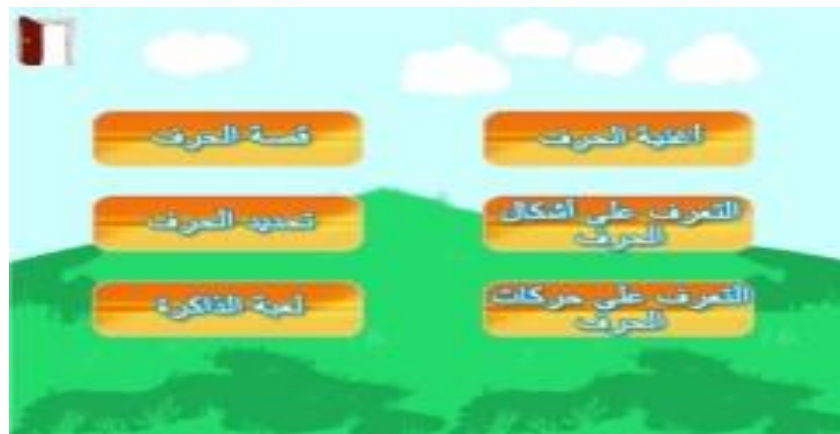 أغنية الحرف
قصة الحرف
التعرف على أشكال
الحرف
تحديد الحرف
التعرف على حركات
الحرف
لعبة الذاكرة